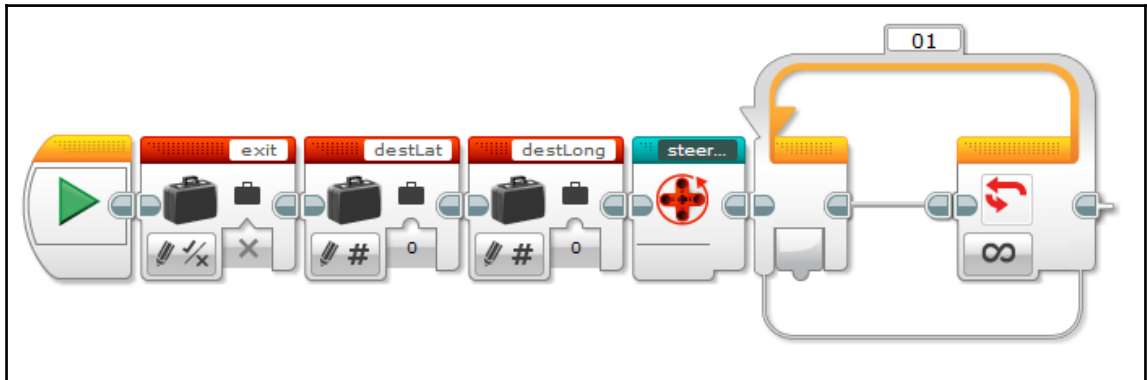 01
exit
destLat
destLong
steer...
#
0
#
0
∞